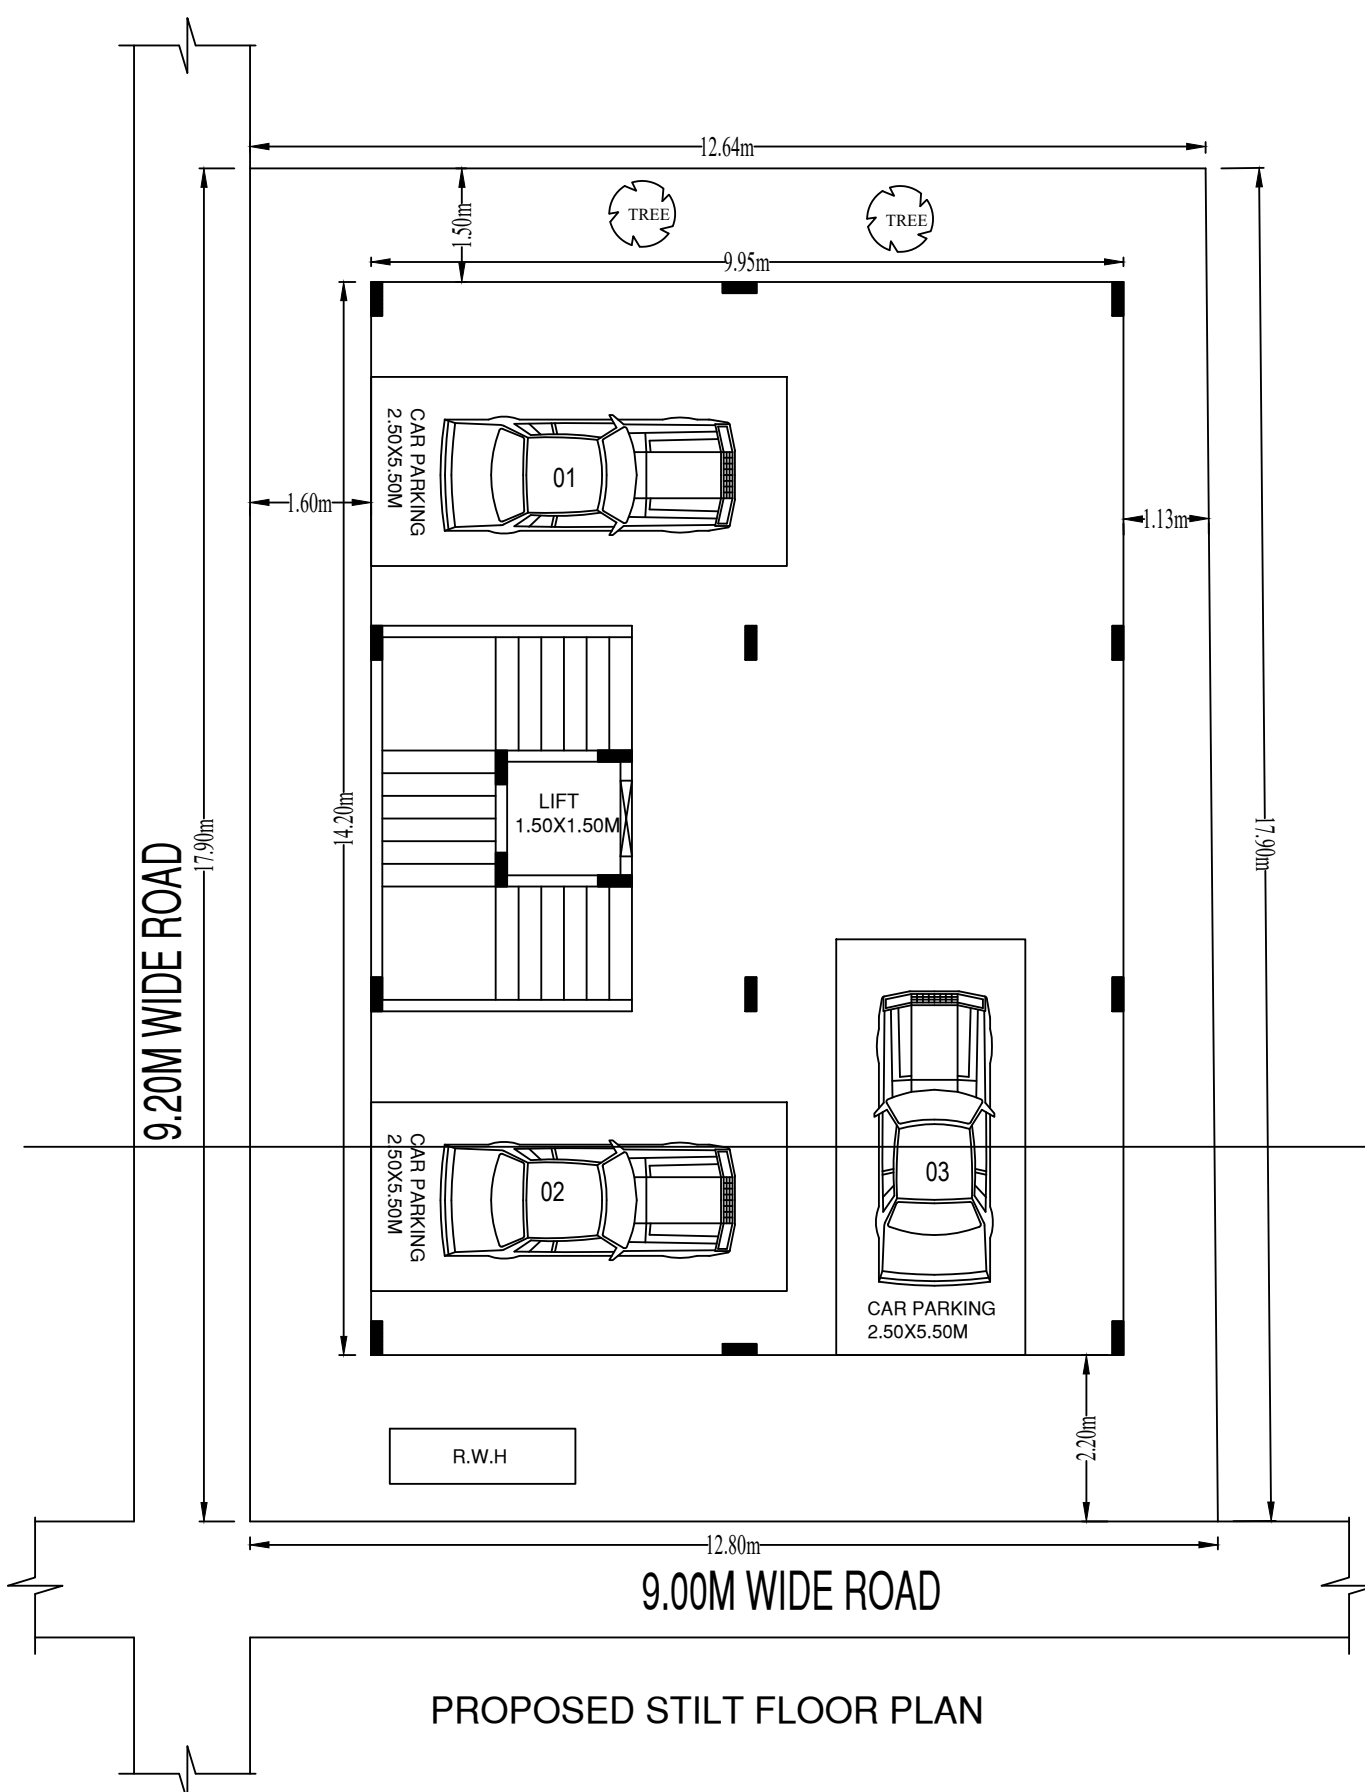 12.64m
1.50m
TREE
TREE
9.95m
CAR PARKING
2.50X5.50M
01
1.60m
1.13m
LIFT
1.50X1.50M
14.20m
17.90m
17.90m
9.20M WIDE ROAD
CAR PARKING
2.50X5.50M
02
03
CAR PARKING
2.50X5.50M
2.20m
R.W.H
12.80m
9.00M WIDE ROAD
PROPOSED STILT FLOOR PLAN